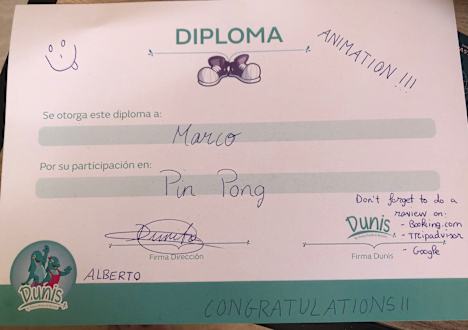 DIPLOMA
ANIMATION !!!
Se otorga este diploma a:
Marco
Por su participación en:
Pin Pong
Don't forget to do a
review on:
- Booking.com
- Tripadvisor
- Google
Dunis
Firma Dirección
Firma Dunis
ALBERTO
Dunis
CONGRATULATIONS!!